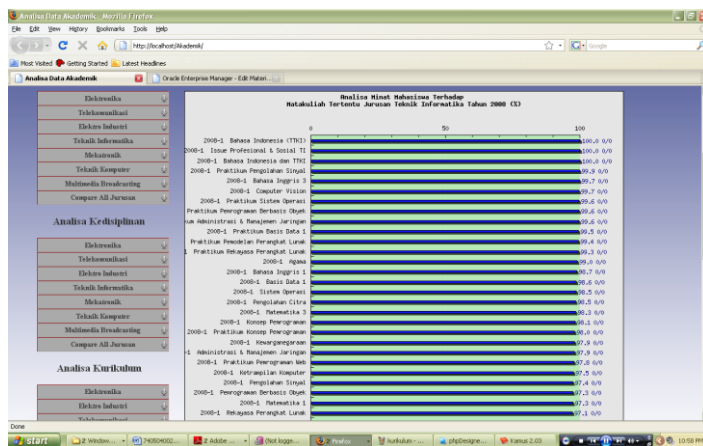 Analisa Data Akademik - Mozilla Firefox
File Edit View History Bookmarks Tools Help
http://localhost/Akademik/
Google
Most Visited Getting Started Latest Headlines
Analisa Data Akademik
Oracle Enterprise Manager - Edit Materi...
Elektronika
Telekomunikasi
Elektro Industri
Teknik Informatika
Mekatronik
Teknik Komputer
Multimedia Broadcasting
Compare All Jurusan
Analisa Kedisiplinan
Elektronika
Telekomunikasi
Elektro Industri
Teknik Informatika
Mekatronik
Teknik Komputer
Multimedia Broadcasting
Compare All Jurusan
Analisa Kurikulum
Elektronika
Elektro Industri
Analisa Minat Mahasiswa Terhadap
Matakuliah Tertentu Jurusan Teknik Informatika Tahun 2008 (%)
0 50 100
2008-1 Bahasa Indonesia (TTKI) 100.0 0/0
2008-1 Issue Profesional & Sosial TI 100.0 0/0
2008-1 Bahasa Indonesia dan TTKI 100.0 0/0
2008-1 Praktikum Pengolahan Sinyal 99.9 0/0
2008-1 Bahasa Inggris 3 99.7 0/0
2008-1 Computer Vision 99.7 0/0
2008-1 Praktikum Sistem Operasi 99.6 0/0
Praktikum Pemrograman Berbasis Obyek 99.6 0/0
um Administrasi & Manajemen Jaringan 99.6 0/0
2008-1 Praktikum Basis Data 1 99.5 0/0
Praktikum Pemodelan Perangkat Lunak 99.4 0/0
1 Praktikum Rekayasa Perangkat Lunak 99.3 0/0
2008-1 Agama 99.0 0/0
2008-1 Bahasa Inggris 1 98.7 0/0
2008-1 Basis Data 1 98.6 0/0
2008-1 Sistem Operasi 98.5 0/0
2008-1 Pengolahan Citra 98.5 0/0
2008-1 Matematika 3 98.3 0/0
2008-1 Konsep Pemrograman 98.1 0/0
2008-1 Praktikum Konsep Pemrograman 98.0 0/0
2008-1 Kewarganegaraan 97.9 0/0
-1 Administrasi & Manajemen Jaringan 97.9 0/0
2008-1 Praktikum Pemrograman Web 97.8 0/0
2008-1 Ketrampilan Komputer 97.5 0/0
2008-1 Pengolahan Sinyal 97.4 0/0
2008-1 Pemrograman Berbasis Obyek 97.3 0/0
2008-1 Matematika 1 97.3 0/0
2008-1 Rekayasa Perangkat Lunak 97.1 0/0
Done
start
2 Window...
740504002...
2 Adobe ...
(Not logge...
Firefox
kurikulum - ...
phpDesigne...
Kamus 2.03
10:58 PM